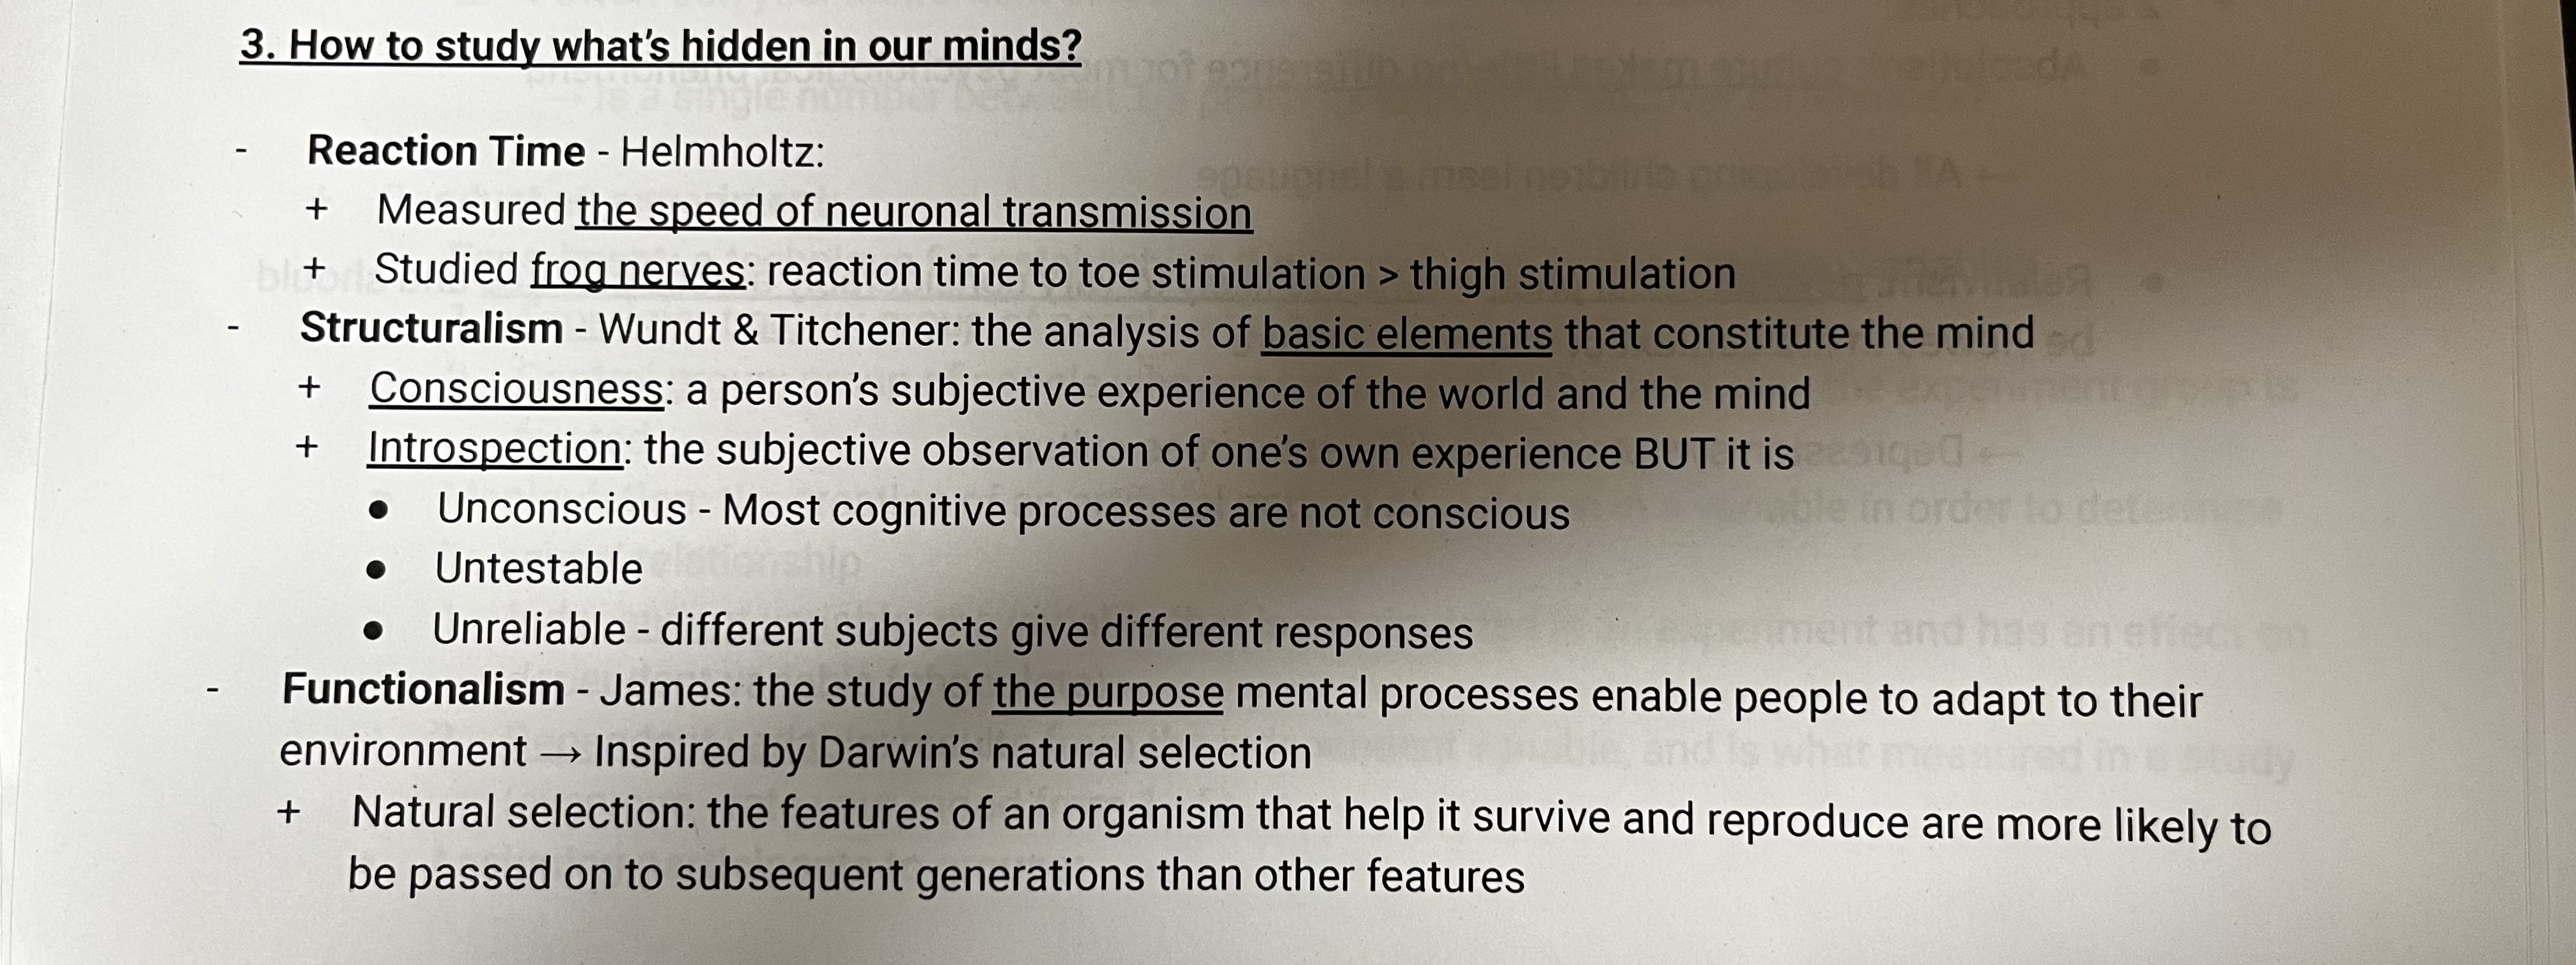 3. How to study what's hidden in our minds?
- Reaction Time - Helmholtz:
+ Measured the speed of neuronal transmission
+ Studied frog nerves: reaction time to toe stimulation > thigh stimulation
- Structuralism - Wundt & Titchener: the analysis of basic elements that constitute the mind
+ Consciousness: a person's subjective experience of the world and the mind
+ Introspection: the subjective observation of one's own experience BUT it is
● Unconscious - Most cognitive processes are not conscious
● Untestable
● Unreliable - different subjects give different responses
- Functionalism - James: the study of the purpose mental processes enable people to adapt to their
environment → Inspired by Darwin's natural selection
+ Natural selection: the features of an organism that help it survive and reproduce are more likely to
be passed on to subsequent generations than other features